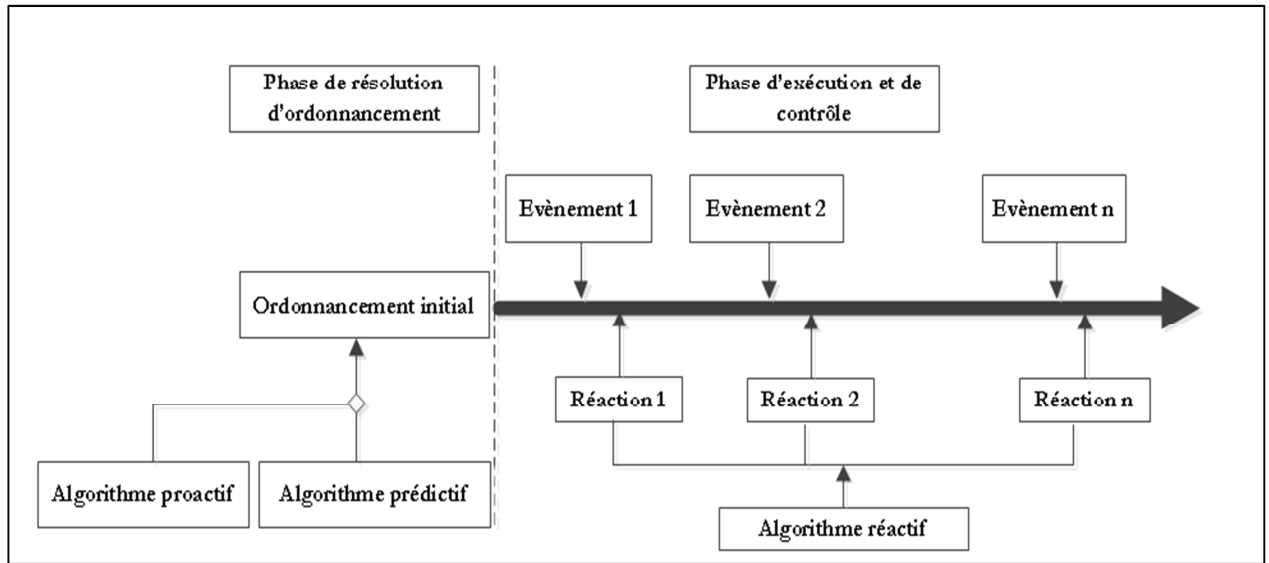 Phase de résolution
d'ordonnancement
Phase d'exécution et de
contrôle
Evènement 1
Evènement 2
Evènement n
Ordonnancement initial
Réaction 1
Réaction 2
Réaction n
Algorithme proactif
Algorithme prédictif
Algorithme réactif